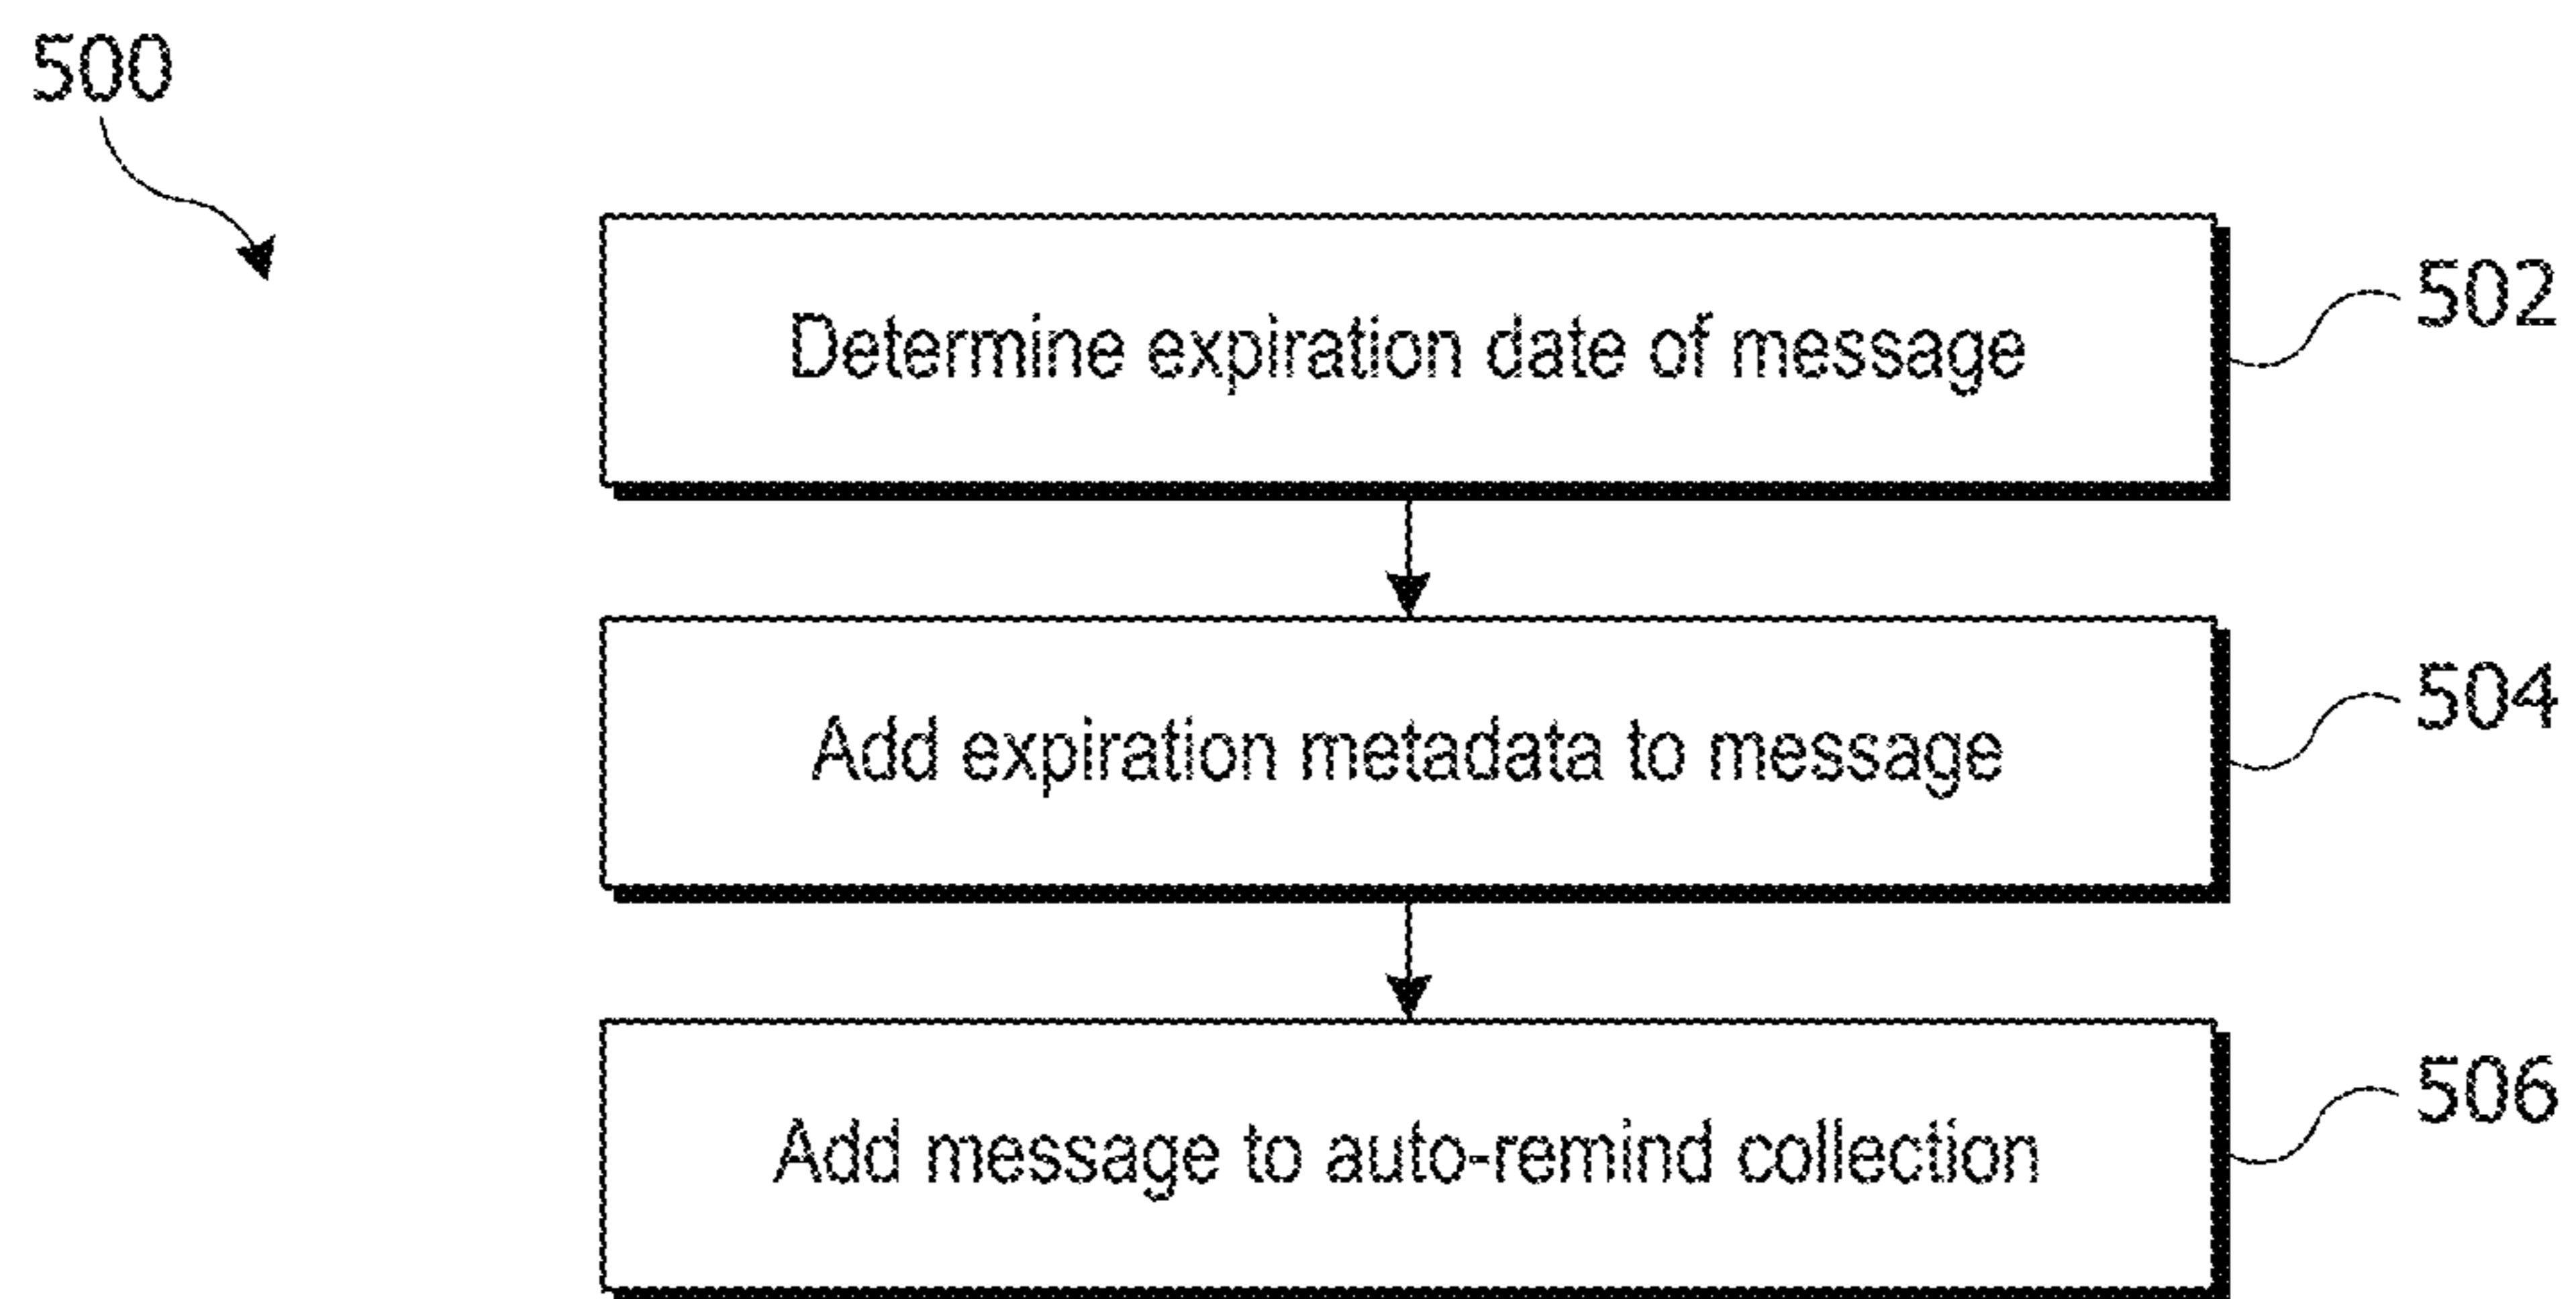 500
Determine expiration date of message
502
Add expiration metadata to message
504
Add message to auto-remind collection
506